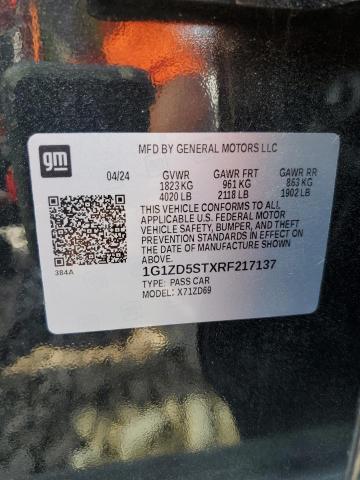 gm
MFD BY GENERAL MOTORS LLC
04/24 GVWR GAWR FRT GAWR RR
1823 KG 961 KG 863 KG
4020 LB 2118 LB 1902 LB
THIS VEHICLE CONFORMS TO ALL
APPLICABLE U.S. FEDERAL MOTOR
VEHICLE SAFETY, BUMPER, AND THEFT
PREVENTION STANDARDS IN EFFECT ON
THE DATE OF MANUFACTURE SHOWN
ABOVE.
384A
1G1ZD5STXRF217137
TYPE: PASS CAR
MODEL: X71ZD69